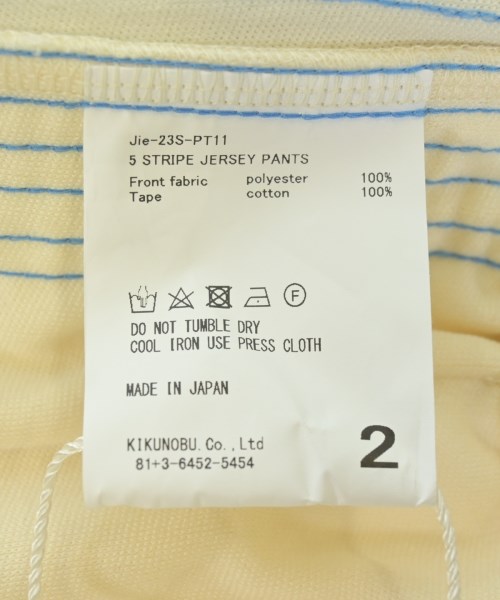 Jie-23S-PT11
5 STRIPE JERSEY PANTS
Front fabric polyester 100%
Tape cotton 100%
F
DO NOT TUMBLE DRY
COOL IRON USE PRESS CLOTH
MADE IN JAPAN
KIKUNOBU.Co.,Ltd
81+3-6452-5454
2